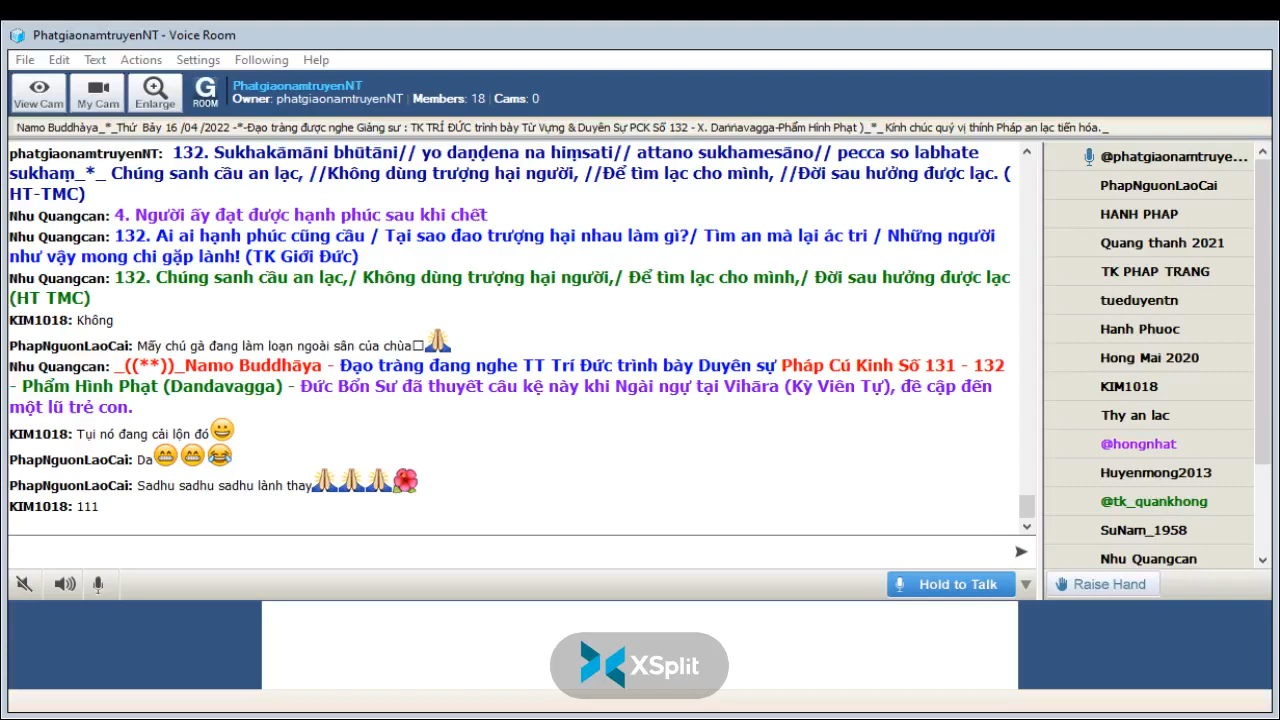 PhatgiaonamtruyenNT - Voice Room
File Edit Text Actions Settings Following Help
View Cam My Cam Enlarge G ROOM
PhatgiaonamtruyenNT
Owner: phatgiaonamtruyenNT | Members: 18 | Cams: 0
Namo Buddhàya_*_Thứ Bảy 16 /04 /2022 -*-Đạo tràng được nghe Giảng sư : TK TRÍ ĐỨC trình bày Từ Vựng & Duyên Sự PCK Số 132 - X. Daṇṇavagga-Phẩm Hình Phạt )_*_ Kính chúc quý vị thính Pháp an lạc tiến hóa._
phatgiaonamtruyenNT: 132. Sukhakāmāni bhūtāni// yo daṇḍena na hiṃsati// attano sukhamesāno// pecca so labhate
sukhaṃ_*_ Chúng sanh cầu an lạc, //Không dùng trượng hại người, //Để tìm lạc cho mình, //Đời sau hưởng được lạc. (
HT-TMC)
Nhu Quangcan: 4. Người ấy đạt được hạnh phúc sau khi chết
Nhu Quangcan: 132. Ai ai hạnh phúc cũng cầu / Tại sao đao trượng hại nhau làm gì?/ Tìm an mà lại ác tri / Những người
như vậy mong chi gặp lành! (TK Giới Đức)
Nhu Quangcan: 132. Chúng sanh cầu an lạc,/ Không dùng trượng hại người,/ Để tìm lạc cho mình,/ Đời sau hưởng được lạc
(HT TMC)
KIM1018: Không
PhapNguonLaoCai: Mấy chú gà đang làm loạn ngoài sân của chùa□🙏
Nhu Quangcan: _((**))_Namo Buddhāya - Đạo tràng đang nghe TT Trí Đức trình bày Duyên sự Pháp Cú Kinh Số 131 - 132
- Phẩm Hình Phạt (Dandavagga) - Đức Bổn Sư đã thuyết câu kệ này khi Ngài ngự tại Vihāra (Kỳ Viên Tự), đề cập đến
một lũ trẻ con.
KIM1018: Tụi nó đang cải lộn đó😀
PhapNguonLaoCai: Da😁😁😂
PhapNguonLaoCai: Sadhu sadhu sadhu lành thay🙏🙏🙏🌺
KIM1018: 111
@phatgiaonamtruye...
PhapNguonLaoCai
HANH PHAP
Quang thanh 2021
TK PHAP TRANG
tueduyentn
Hanh Phuoc
Hong Mai 2020
KIM1018
Thy an lac
@hongnhat
Huyenmong2013
@tk_quankhong
SuNam_1958
Nhu Quangcan
Hold to Talk
Raise Hand
XSplit